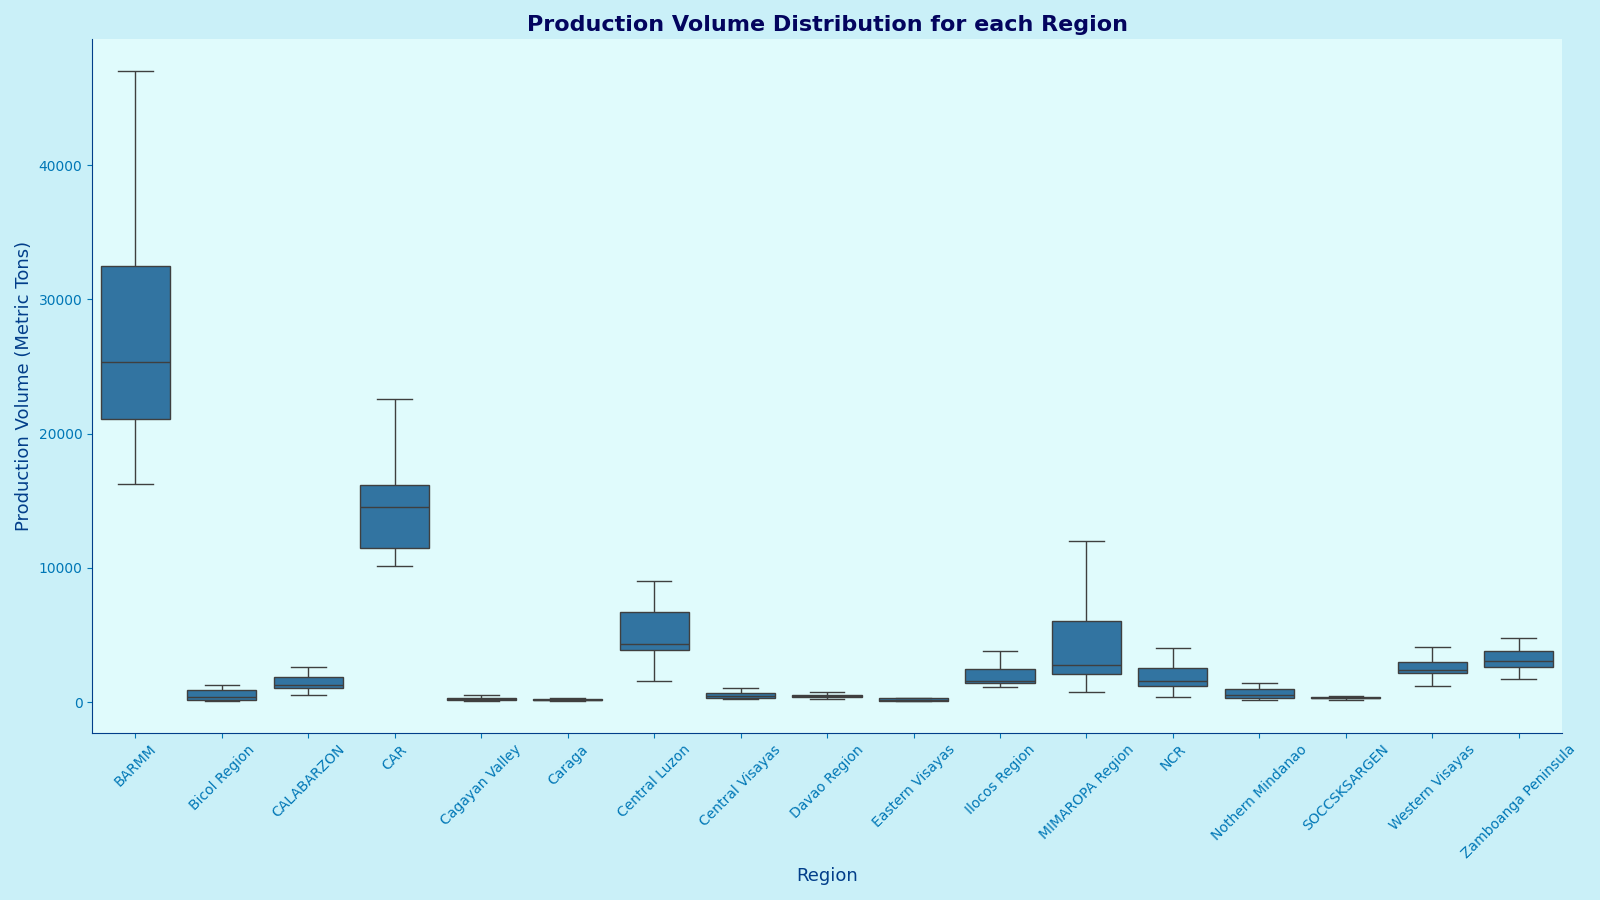 Production Volume Distribution for each Region
Production Volume (Metric Tons)
40000
30000
20000
10000
0
BARMM
Bicol Region
CALABARZON
CAR
Cagayan Valley
Caraga
Central Luzon
Central Visayas
Davao Region
Eastern Visayas
Ilocos Region
MIMAROPA Region
NCR
Nothern Mindanao
SOCCSKSARGEN
Western Visayas
Zamboanga Peninsula
Region